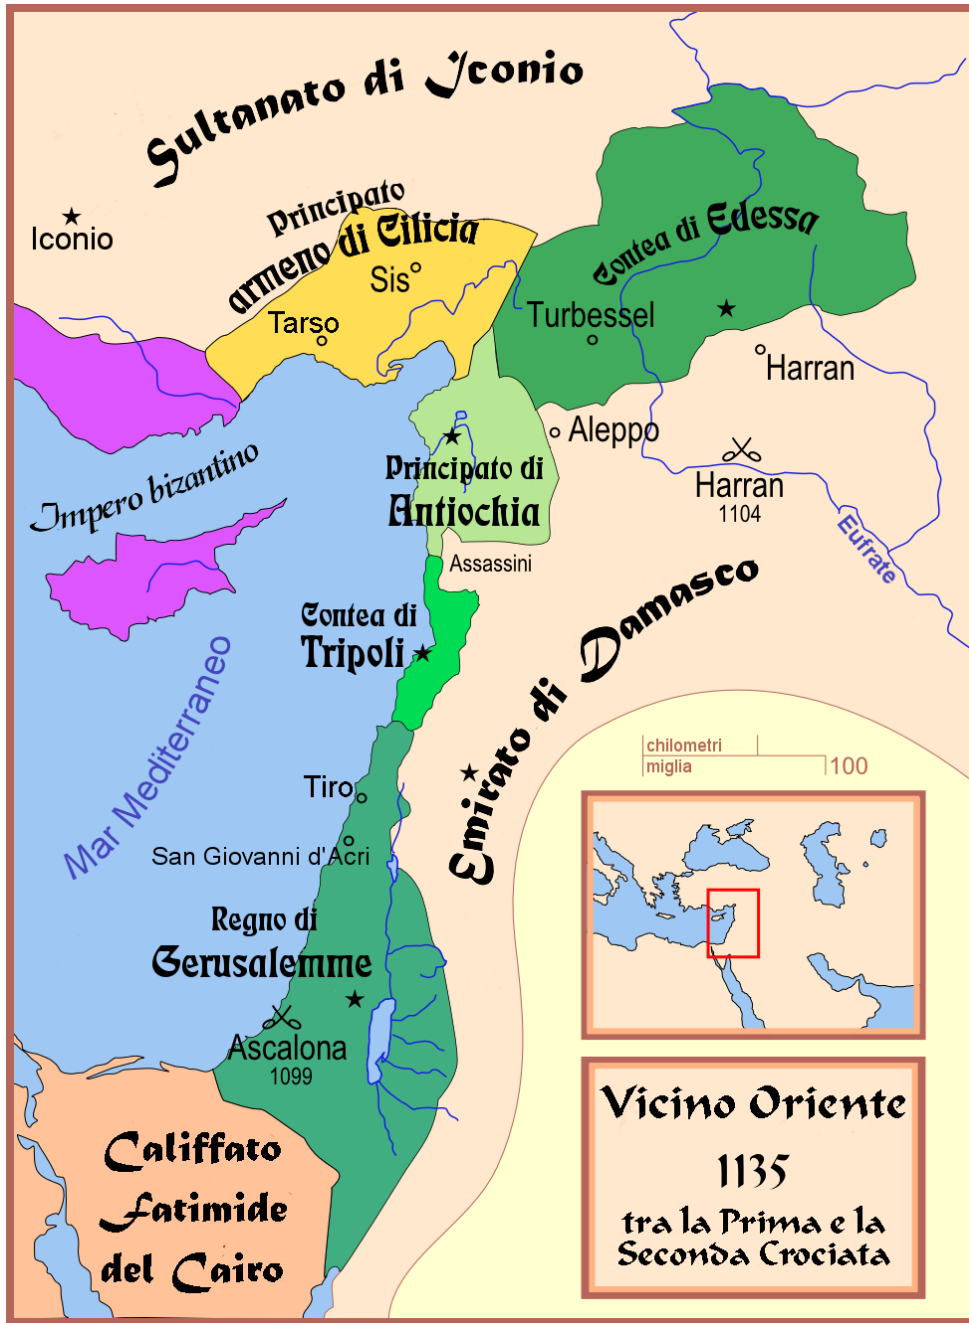 Sultanato di Iconio
Iconio
Principato
armeno di Cilicia
Sis
Tarso
Contea di Edessa
Turbessel
Harran
Aleppo
Harran
1104
Eufrate
Impero bizantino
Principato di
Antiochia
Assassini
Contea di
Tripoli
Emirato di Damasco
Mar Mediterraneo
chilometri
miglia
100
Tiro
San Giovanni d'Acri
Regno di
Gerusalemme
Ascalona
1099
Califfato
Fatimide
del Cairo
Vicino Oriente
1135
tra la Prima e la
Seconda Crociata